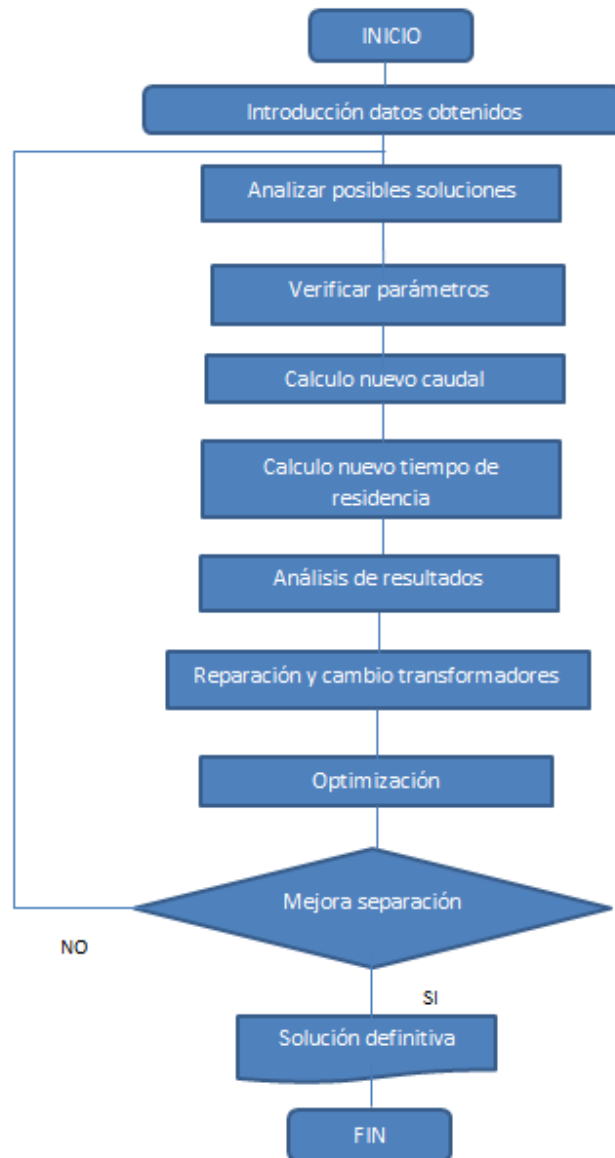 INICIO
Introducción datos obtenidos
Analizar posibles soluciones
Verificar parámetros
Calculo nuevo caudal
Calculo nuevo tiempo de
residencia
Análisis de resultados
Reparación y cambio transformadores
Optimización
Mejora separación
NO
SI
Solución definitiva
FIN